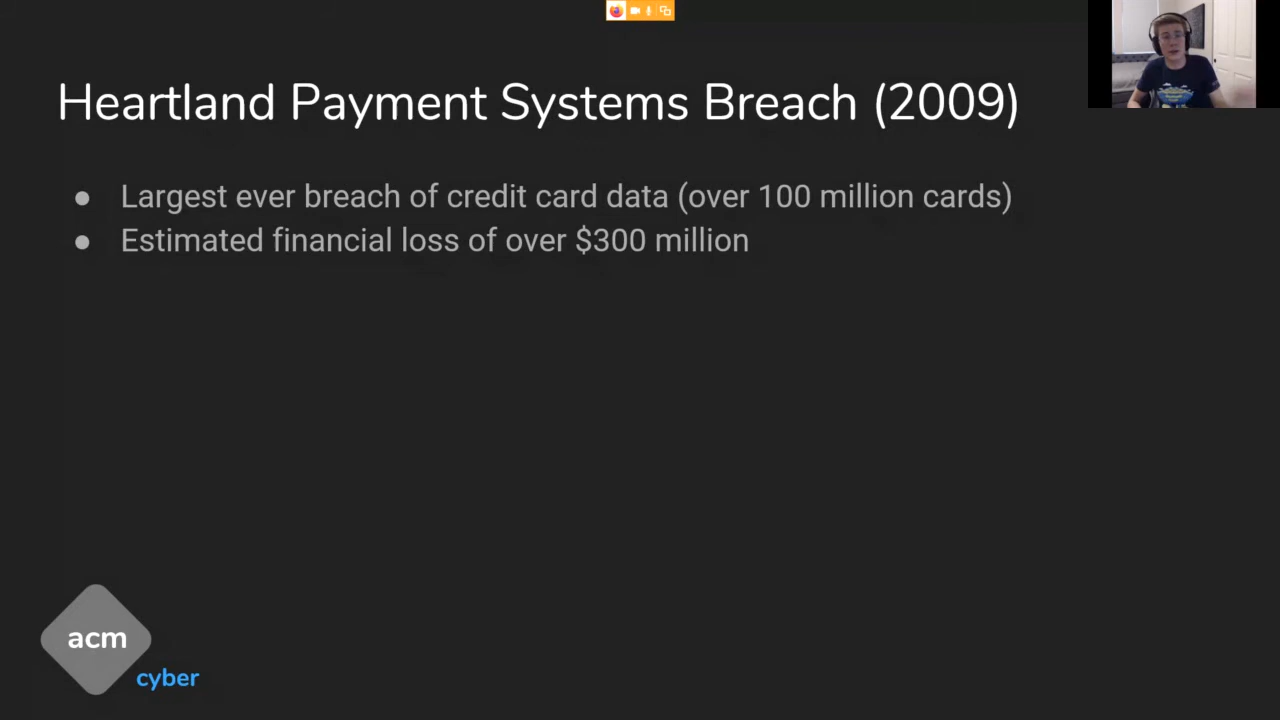 Heartland Payment Systems Breach (2009)
● Largest ever breach of credit card data (over 100 million cards)
● Estimated financial loss of over $300 million
acm
cyber